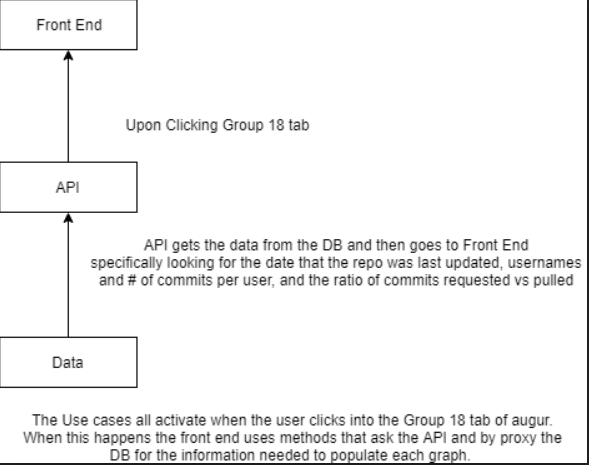 Front End
Upon Clicking Group 18 tab
API
API gets the data from the DB and then goes to Front End
specifically looking for the date that the repo was last updated, usernames
and # of commits per user, and the ratio of commits requested vs pulled
Data
The Use cases all activate when the user clicks into the Group 18 tab of augur.
When this happens the front end uses methods that ask the API and by proxy the
DB for the information needed to populate each graph.